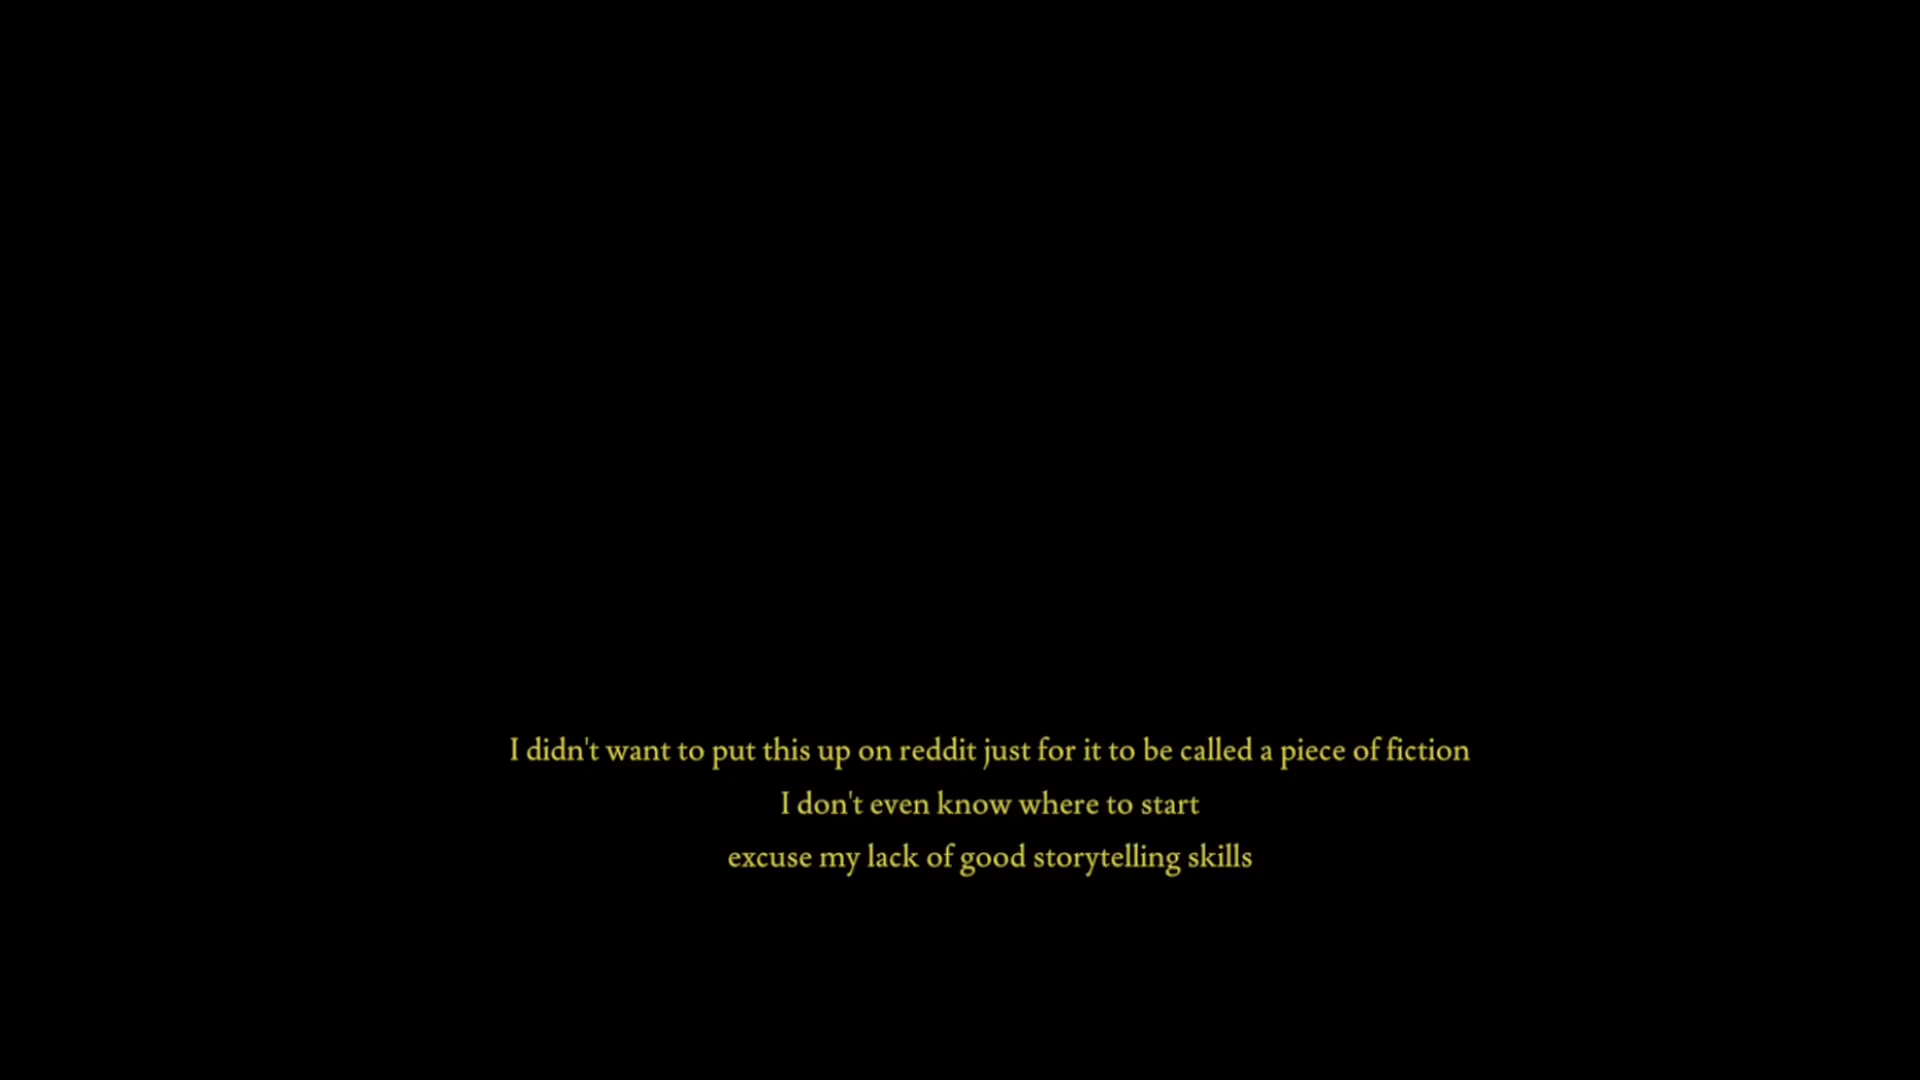 I didn't want to put this up on reddit just for it to be called a piece of fiction
I don't even know where to start
excuse my lack of good storytelling skills